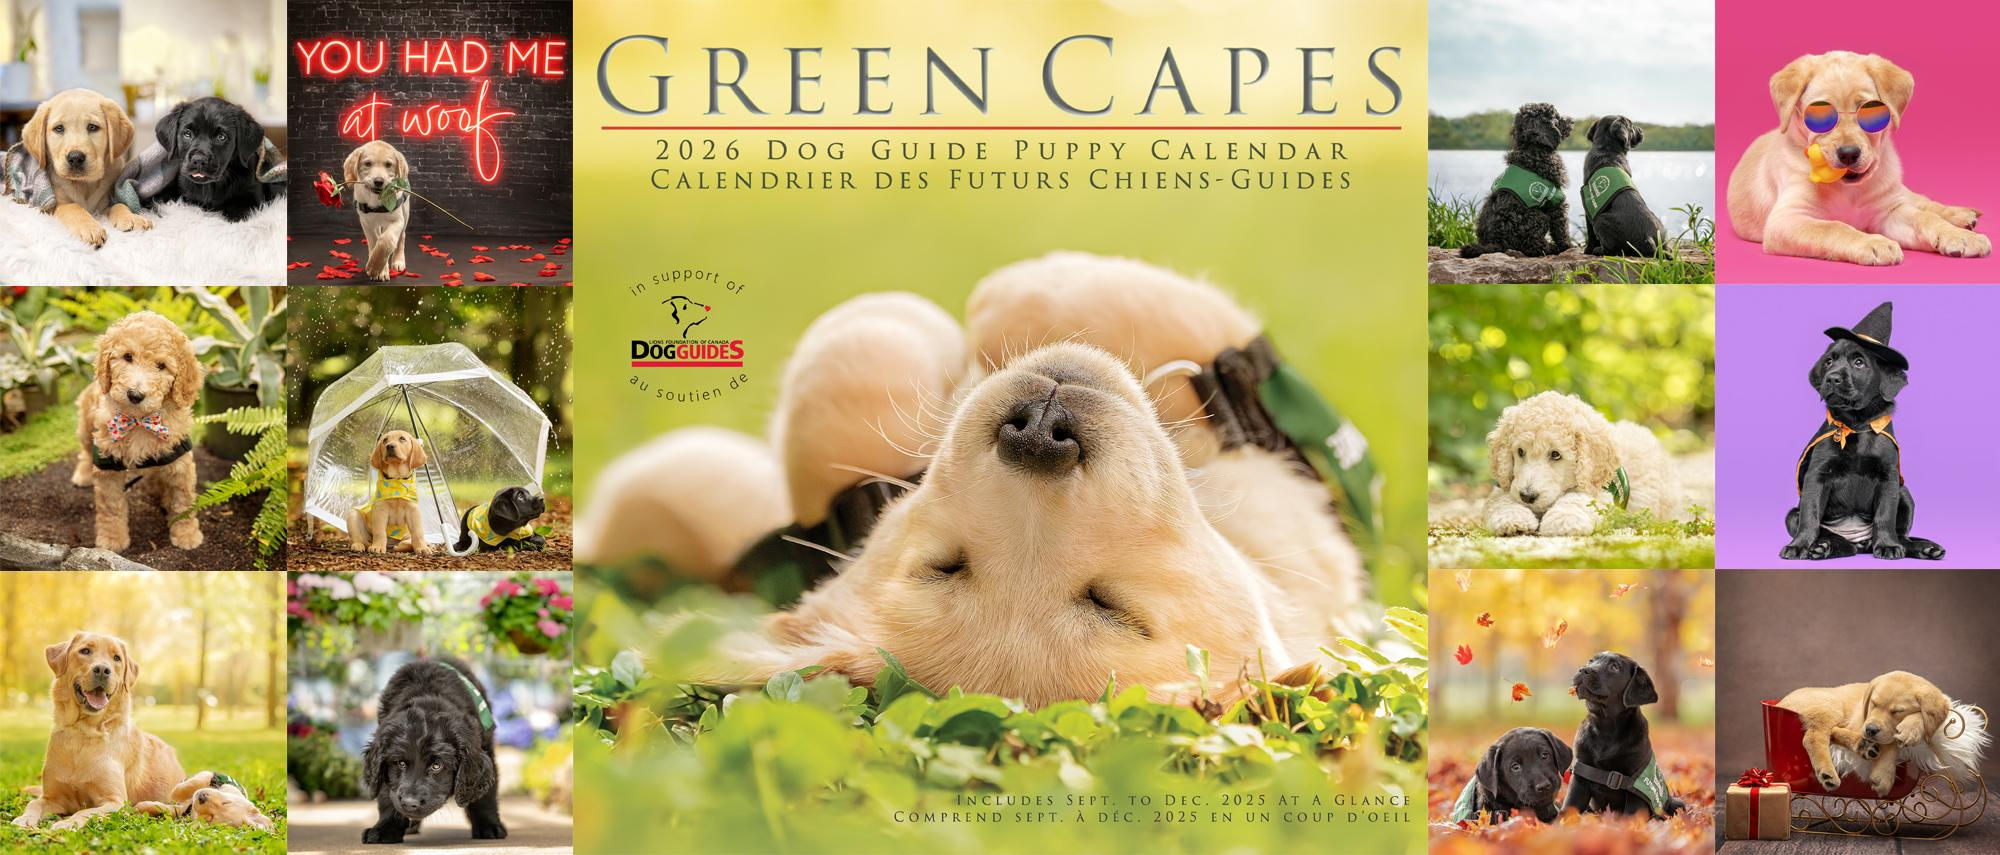 YOU HAD ME
at woof
GREEN CAPES
2026 DOG GUIDE PUPPY CALENDAR
CALENDRIER DES FUTURS CHIENS-GUIDES
in support of
LIONS FOUNDATION OF CANADA
DOGGUIDES
au soutien de
INCLUDES SEPT. TO DEC. 2025 AT A GLANCE
COMPREND SEPT. À DÉC. 2025 EN UN COUP D'OEIL